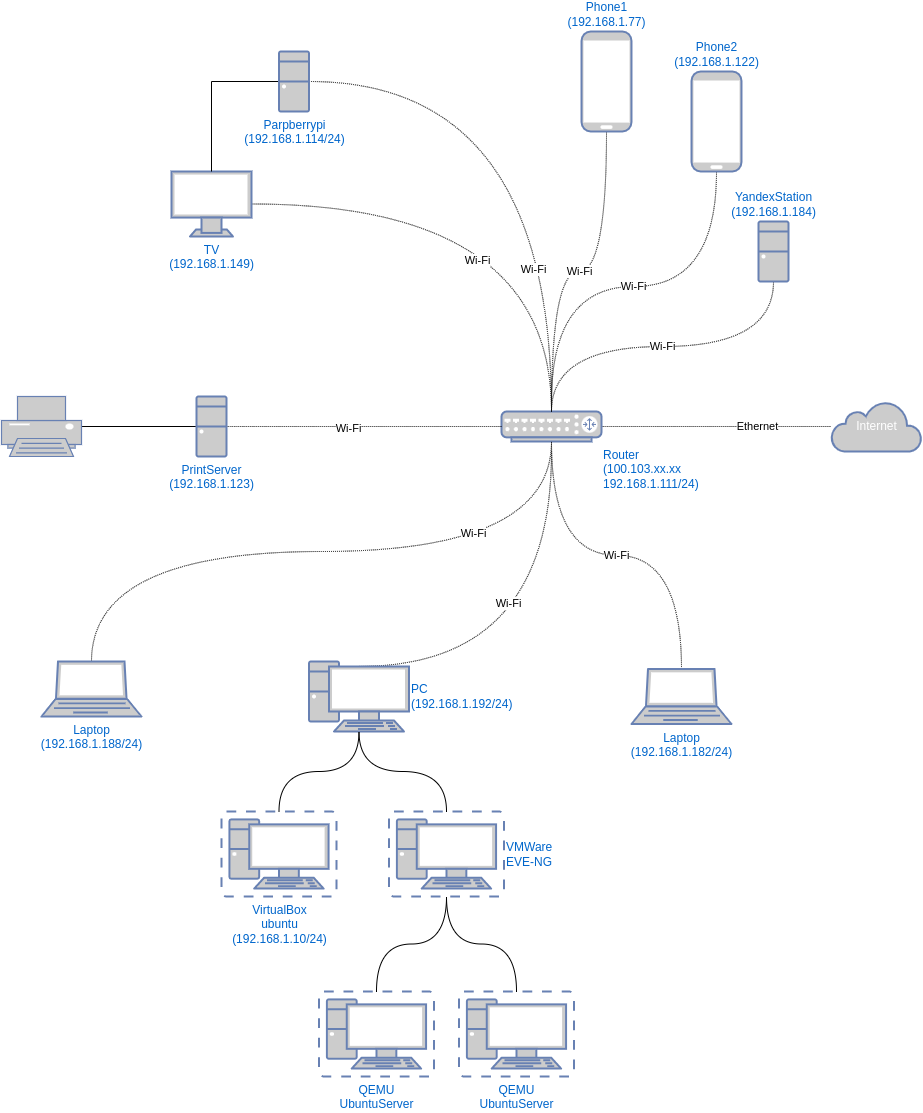 Phone1
(192.168.1.77)
Phone2
(192.168.1.122)
Parpberrypi
(192.168.1.114/24)
YandexStation
(192.168.1.184)
TV
(192.168.1.149)
Wi-Fi
Wi-Fi
Wi-Fi
Wi-Fi
Wi-Fi
Wi-Fi
Ethernet
Internet
PrintServer
(192.168.1.123)
Router
(100.103.xx.xx
192.168.1.111/24)
Wi-Fi
Wi-Fi
Wi-Fi
Laptop
(192.168.1.188/24)
PC
(192.168.1.192/24)
Laptop
(192.168.1.182/24)
VMWare
EVE-NG
VirtualBox
ubuntu
(192.168.1.10/24)
QEMU
UbuntuServer
QEMU
UbuntuServer